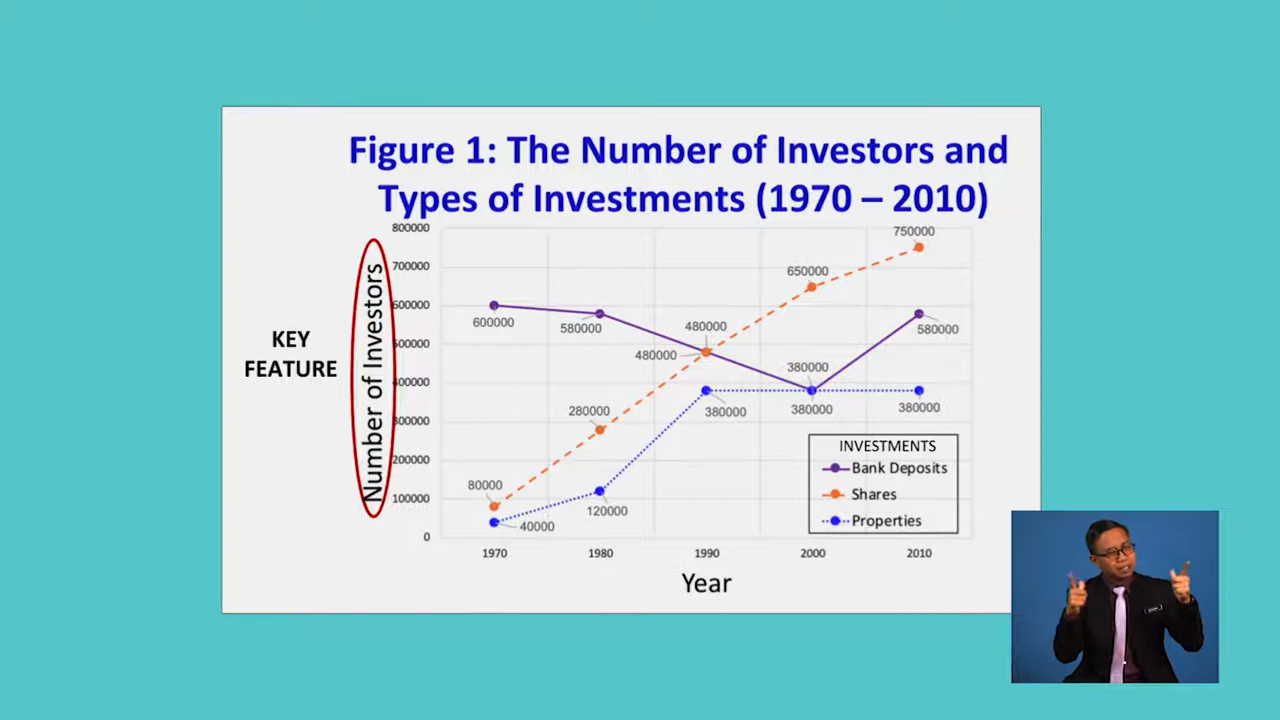 Figure 1: The Number of Investors and
Types of Investments (1970 – 2010)
KEY
FEATURE
Number of Investors
800000
700000
600000
500000
400000
300000
200000
100000
0
600000
580000
480000
380000
580000
80000
280000
480000
650000
750000
40000
120000
380000
380000
380000
INVESTMENTS
Bank Deposits
Shares
Properties
1970 1980 1990 2000 2010
Year